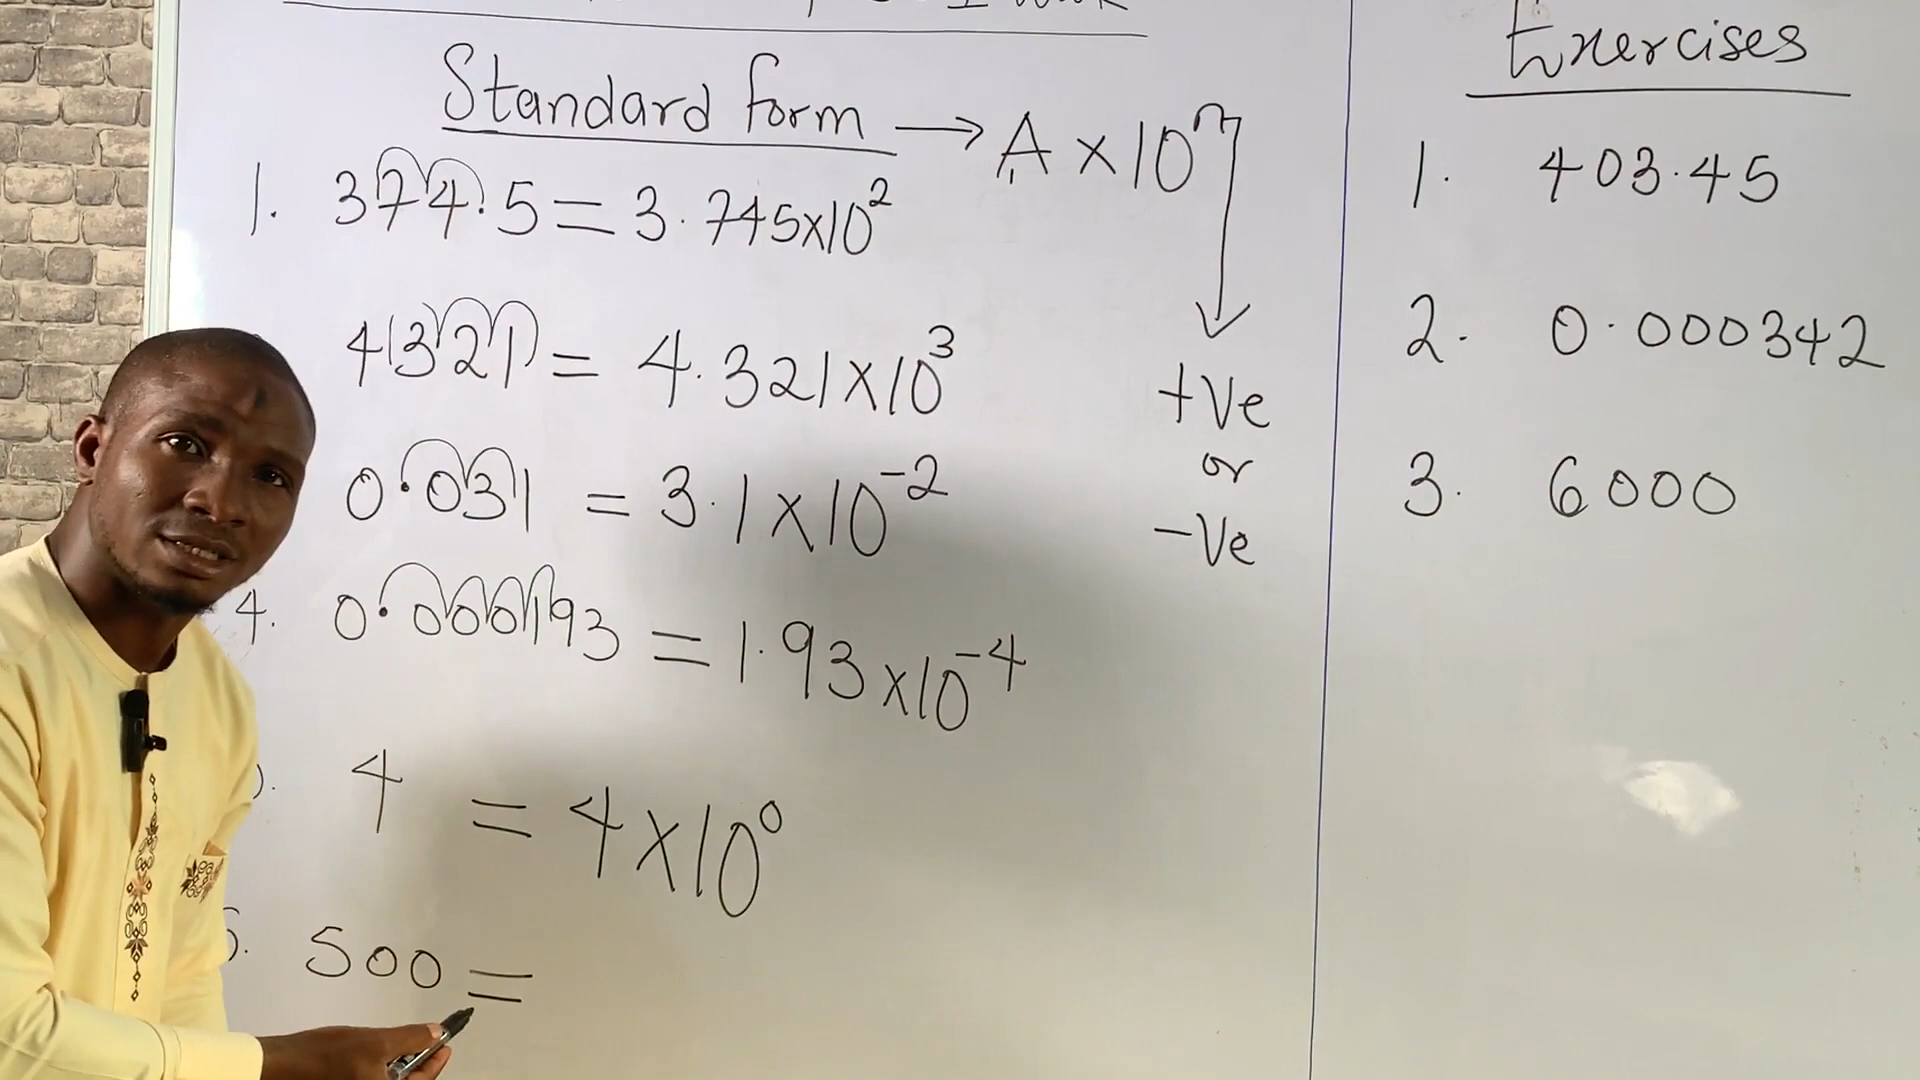 Standard form → A × 10ⁿ
1. 374.5 = 3.745×10²
4321 = 4.321×10³
0.031 = 3.1×10⁻²
4. 0.000193 = 1.93×10⁻⁴
4 = 4×10⁰
500 =
+Ve
or
-Ve
Exercises
1. 403.45
2. 0.000342
3. 6000